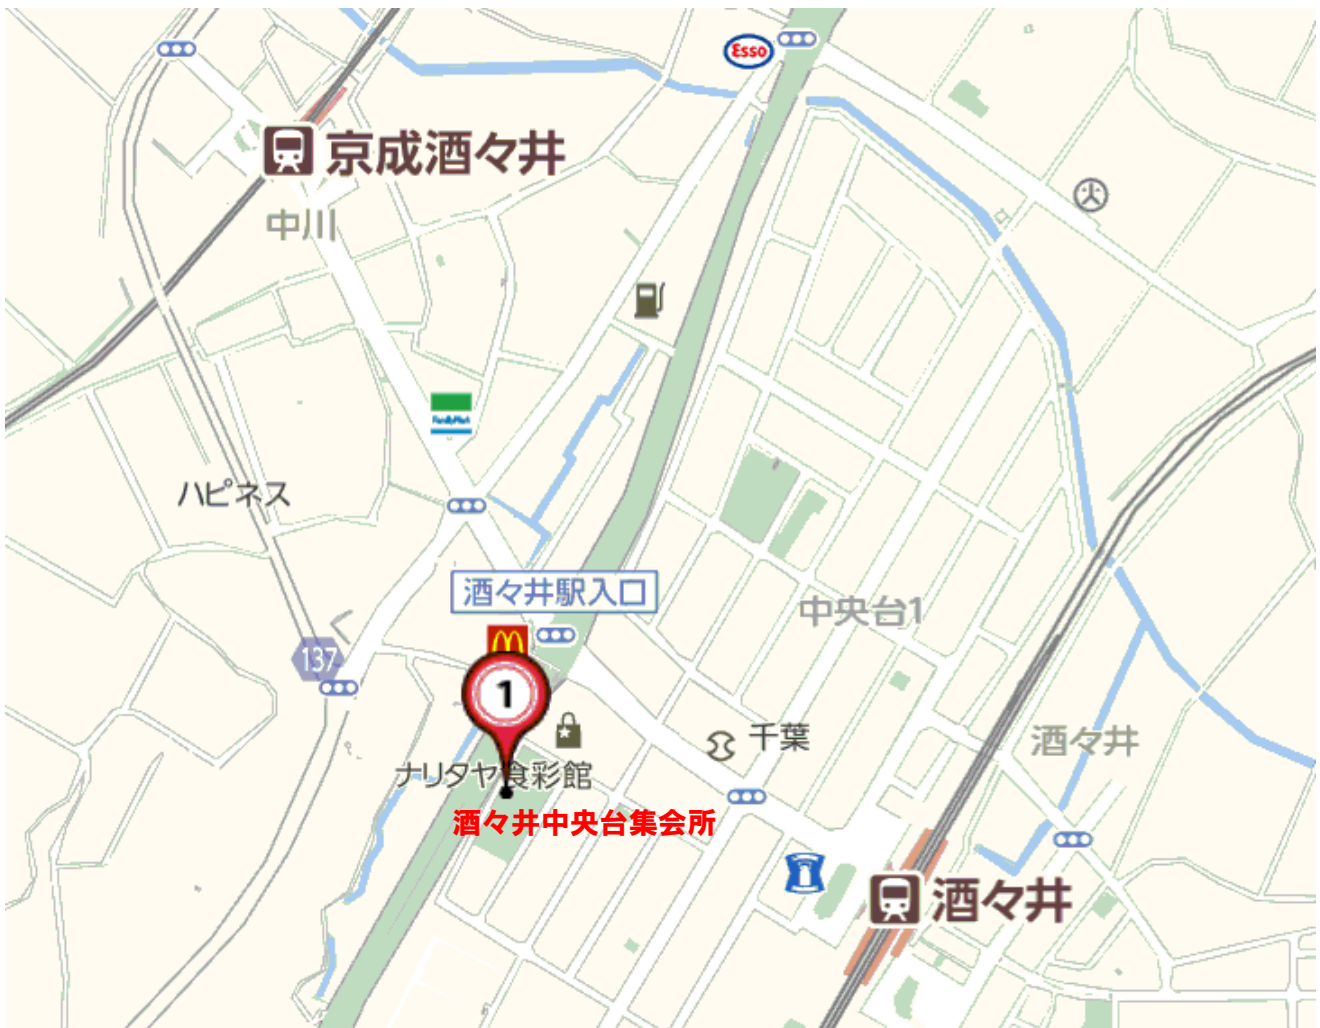 Esso
京成酒々井
中川
FamilyMart
ハピネス
酒々井駅入口
中央台1
137
1
千葉
酒々井
ナリタヤ食彩館
酒々井中央台集会所
酒々井